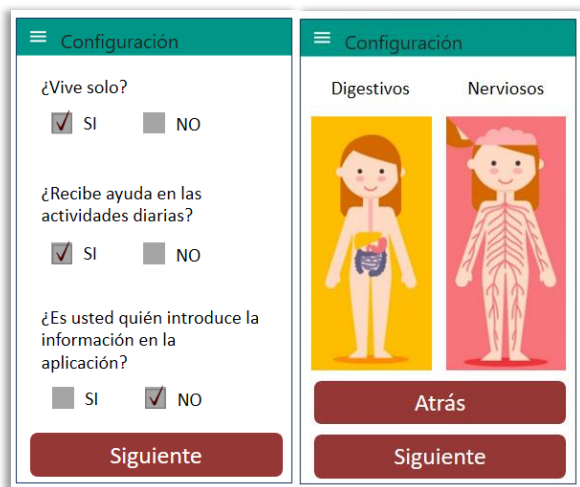 Configuración
¿Vive solo?
SI NO
¿Recibe ayuda en las
actividades diarias?
SI NO
¿Es usted quién introduce la
información en la
aplicación?
SI NO
Siguiente
Configuración
Digestivos Nerviosos
Atrás
Siguiente